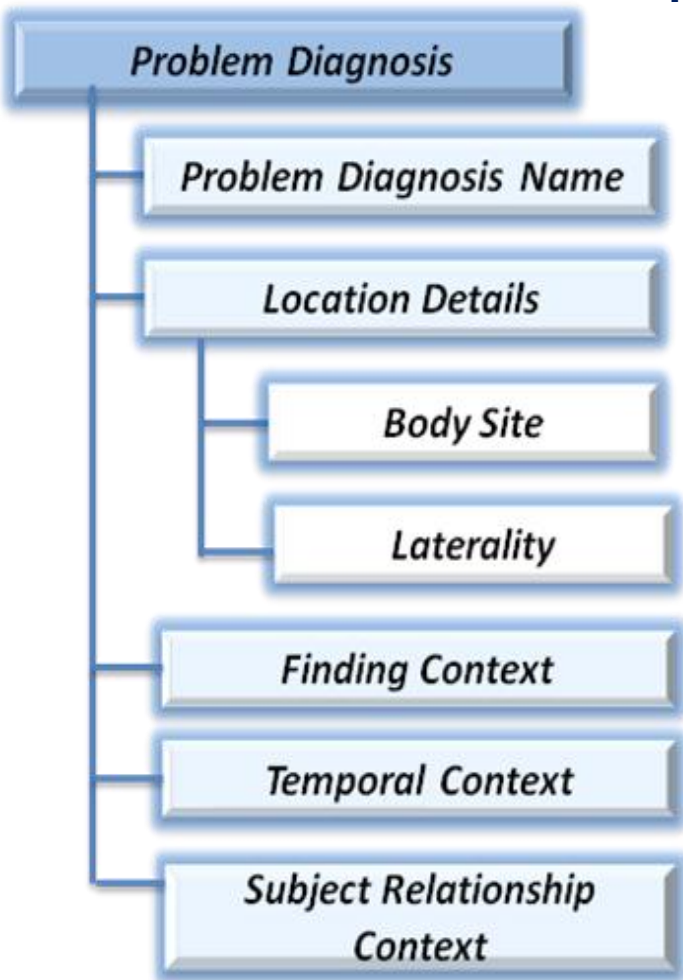 Problem Diagnosis
Problem Diagnosis Name
Location Details
Body Site
Laterality
Finding Context
Temporal Context
Subject Relationship
Context